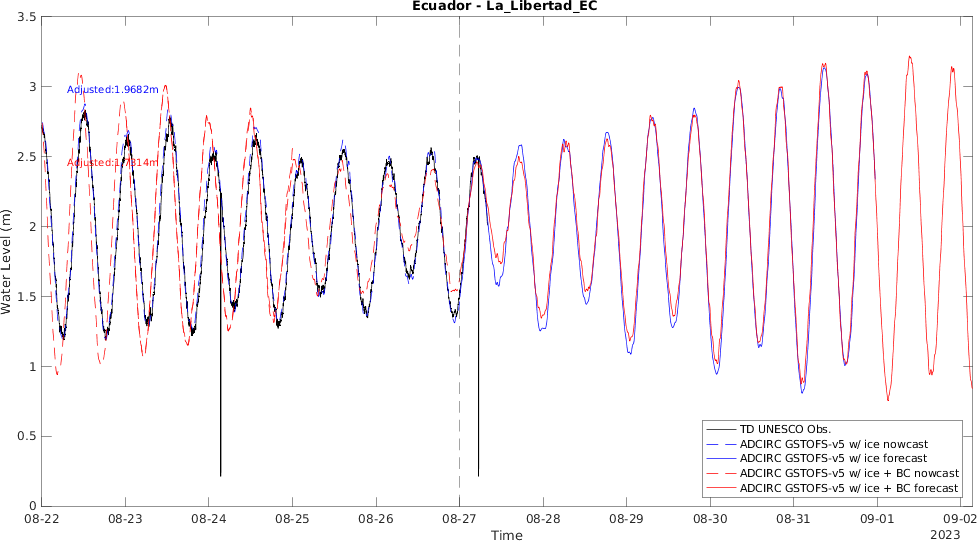 Ecuador - La_Libertad_EC
3.5
3
2.5
2
1.5
1
0.5
0
Water Level (m)
Adjusted:1.9682m
Adjusted:
TD UNESCO Obs.
ADCIRC GSTOFS-v5 w/ ice nowcast
ADCIRC GSTOFS-v5 w/ ice forecast
ADCIRC GSTOFS-v5 w/ ice + BC nowcast
ADCIRC GSTOFS-v5 w/ ice + BC forecast
08-22 08-23 08-24 08-25 08-26 08-27 08-28 08-29 08-30 08-31 09-01 09-02
Time
2023